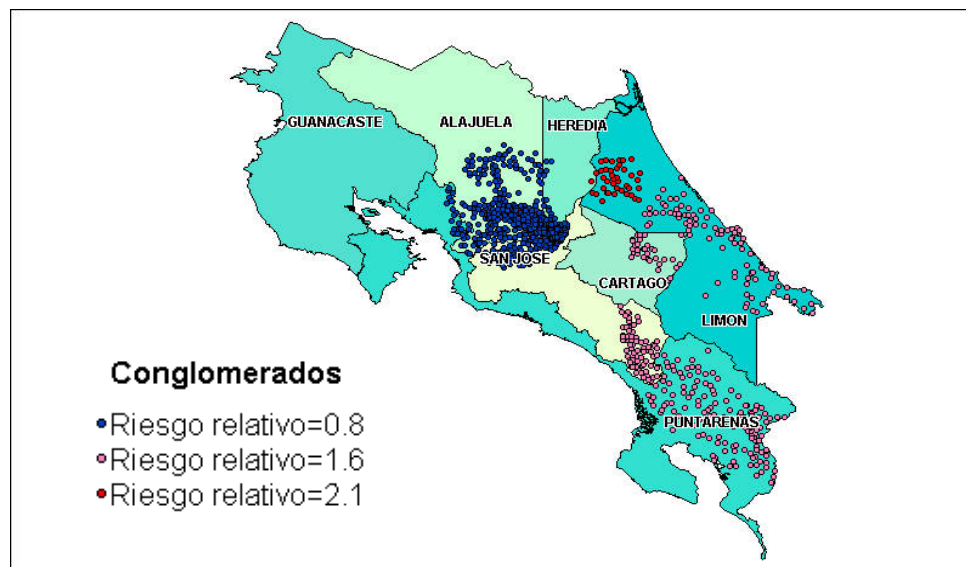 GUANACASTE
ALAJUELA
HEREDIA
SAN JOSE
CARTAGO
LIMON
PUNTARENAS
Conglomerados
Riesgo relativo=0.8
Riesgo relativo=1.6
Riesgo relativo=2.1